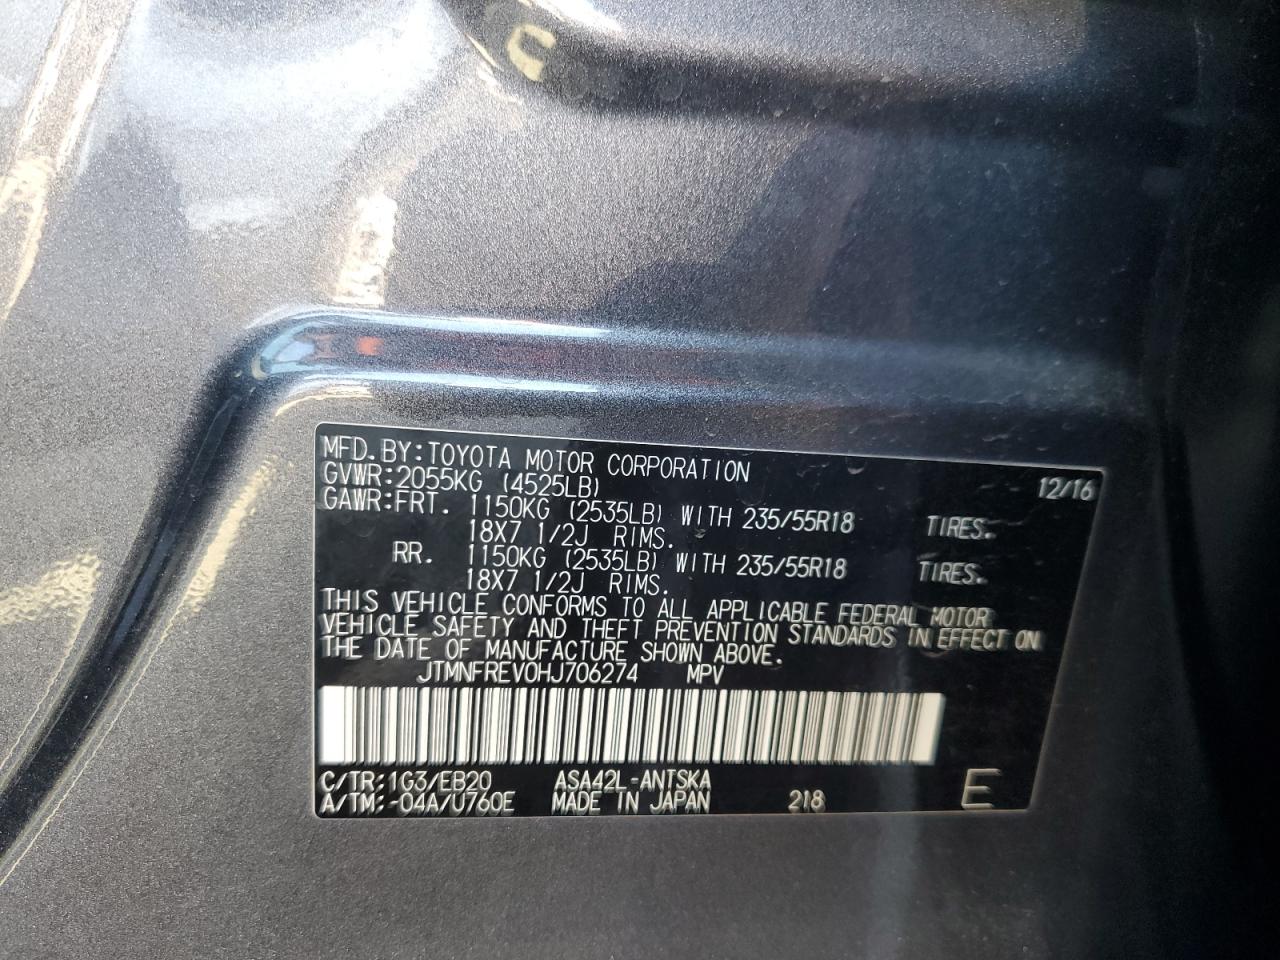 MFD.BY:TOYOTA MOTOR CORPORATION 12/16
GVWR:2055KG (4525LB)
GAWR:FRT. 1150KG (2535LB) WITH 235/55R18 TIRES.
18X7 1/2J RIMS.
RR. 1150KG (2535LB) WITH 235/55R18 TIRES.
18X7 1/2J RIMS.
THIS VEHICLE CONFORMS TO ALL APPLICABLE FEDERAL MOTOR
VEHICLE SAFETY AND THEFT PREVENTION STANDARDS IN EFFECT ON
THE DATE OF MANUFACTURE SHOWN ABOVE.
JTMNFREV0HJ706274 MPV
C/TR:1G3/EB20 ASA42L-ANTSKA
A/TM:-04A/U760E MADE IN JAPAN 218 E